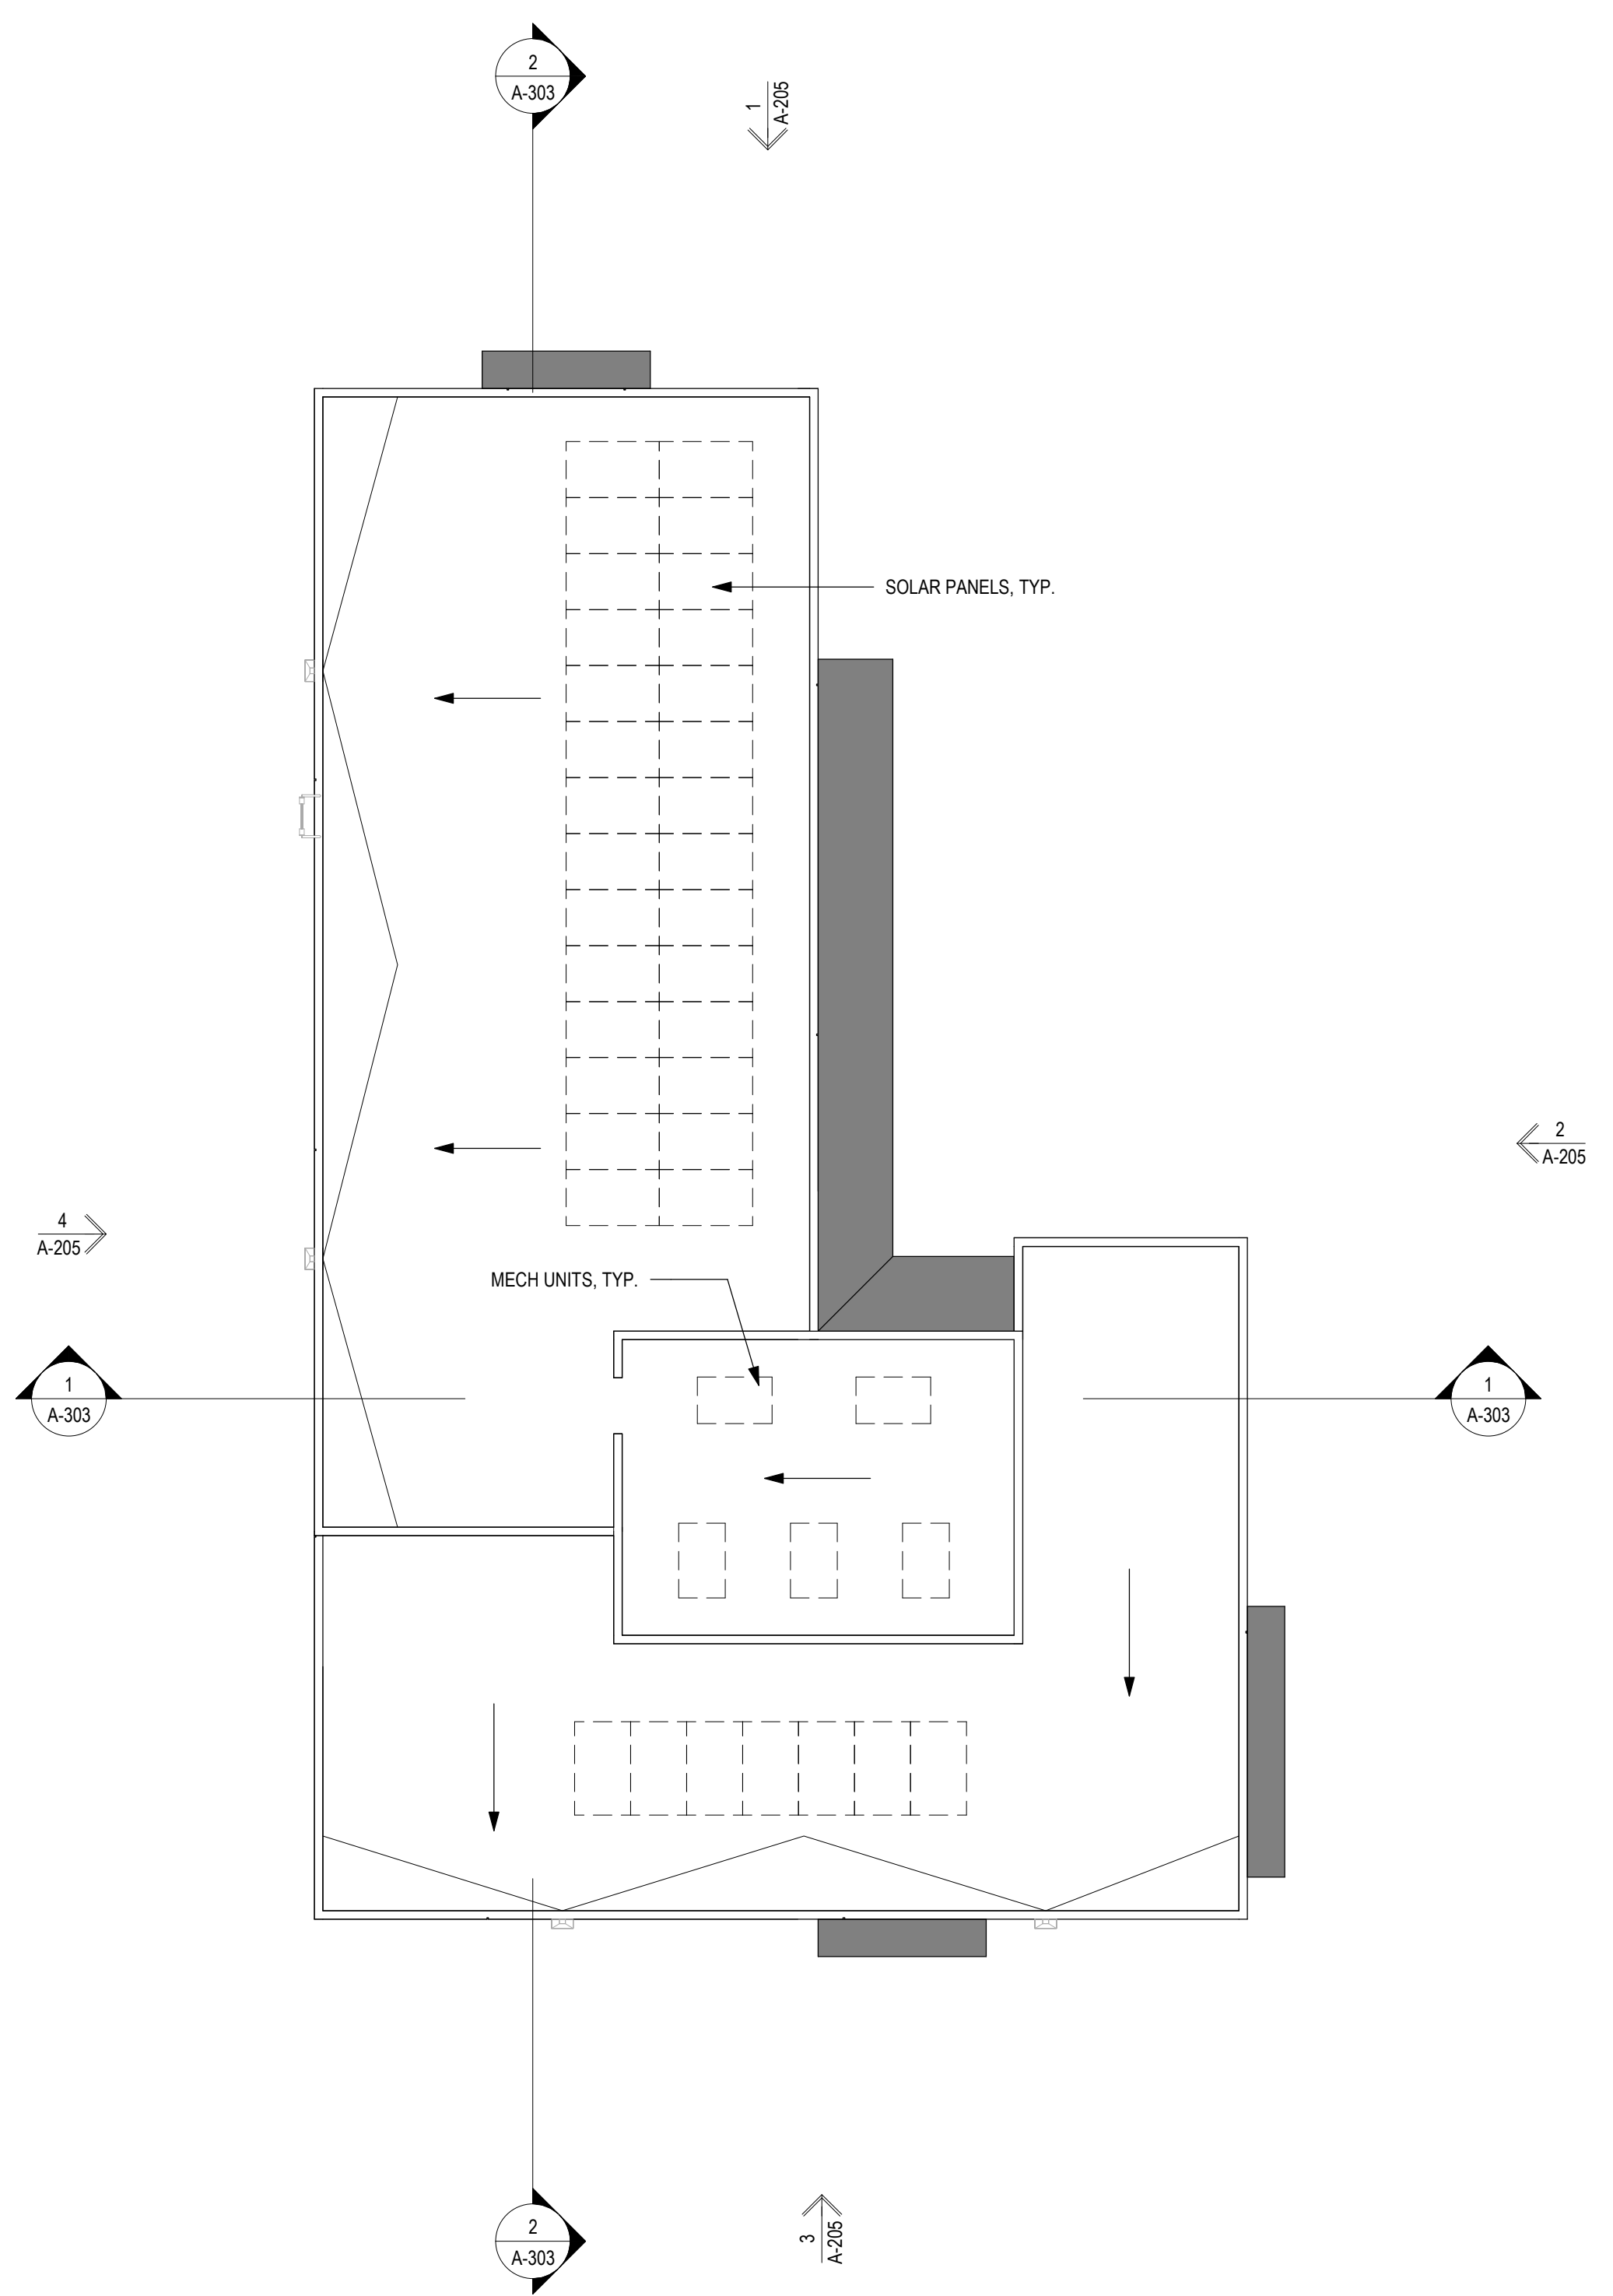 2
A-303
1
A-205
SOLAR PANELS, TYP.
2
A-205
4
A-205
MECH UNITS, TYP.
1
A-303
1
A-303
2
A-303
3
A-205